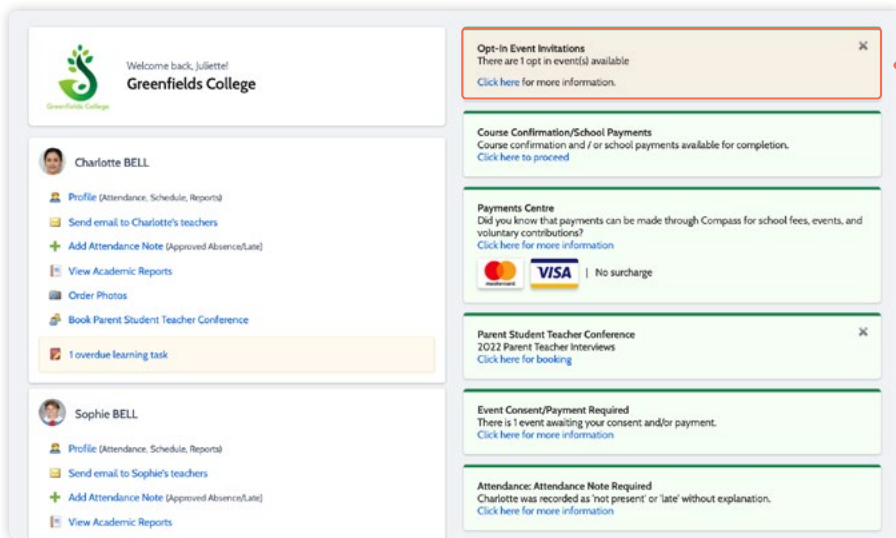 Welcome back, Juliette!
Greenfields College
Greenfields College
Charlotte BELL
Profile (Attendance, Schedule, Reports)
Send email to Charlotte's teachers
Add Attendance Note (Approved Absence/Late)
View Academic Reports
Order Photos
Book Parent Student Teacher Conference
1 overdue learning task
Sophie BELL
Profile (Attendance, Schedule, Reports)
Send email to Sophie's teachers
Add Attendance Note (Approved Absence/Late)
View Academic Reports
Opt-In Event Invitations
There are 1 opt in event(s) available
Click here for more information.
Course Confirmation/School Payments
Course confirmation and / or school payments available for completion.
Click here to proceed
Payments Centre
Did you know that payments can be made through Compass for school fees, events, and
voluntary contributions?
Click here for more information
mastercard VISA | No surcharge
Parent Student Teacher Conference
2022 Parent Teacher Interviews
Click here for booking
Event Consent/Payment Required
There is 1 event awaiting your consent and/or payment.
Click here for more information
Attendance: Attendance Note Required
Charlotte was recorded as 'not present' or 'late' without explanation.
Click here for more information